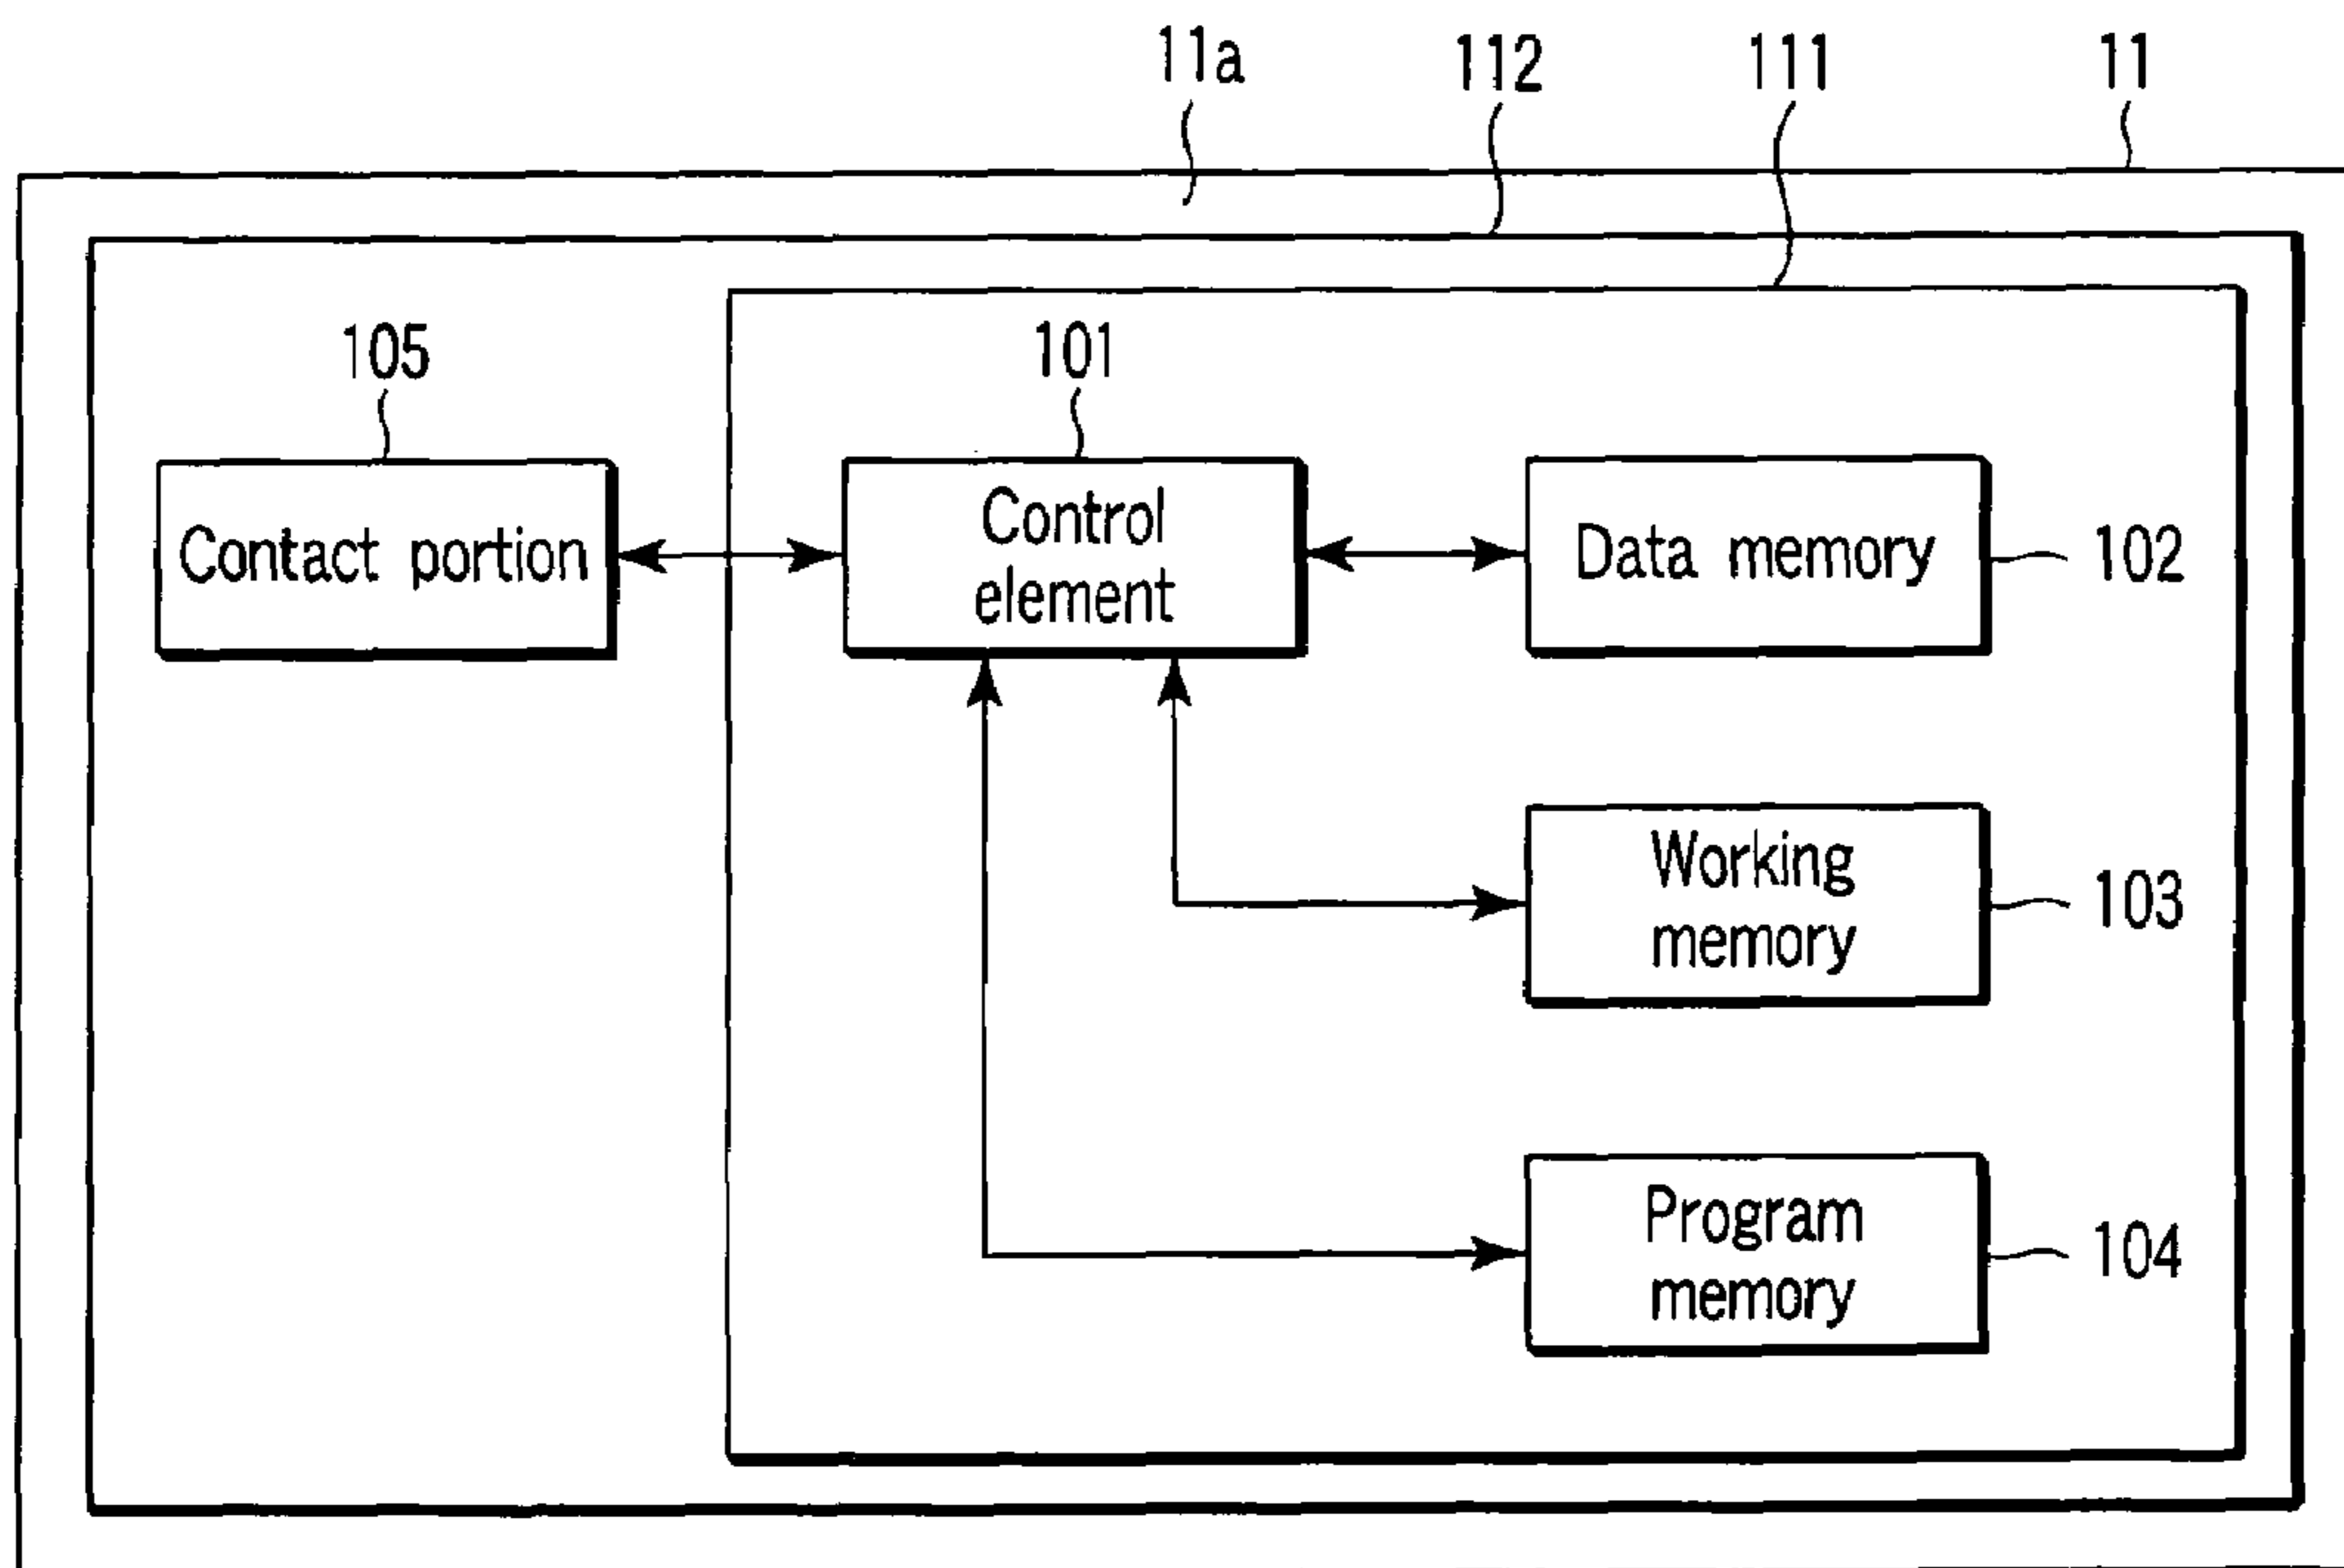 11a
112
111
11
105
101
Contact portion
Control
element
Data memory
102
Working
memory
103
Program
memory
104